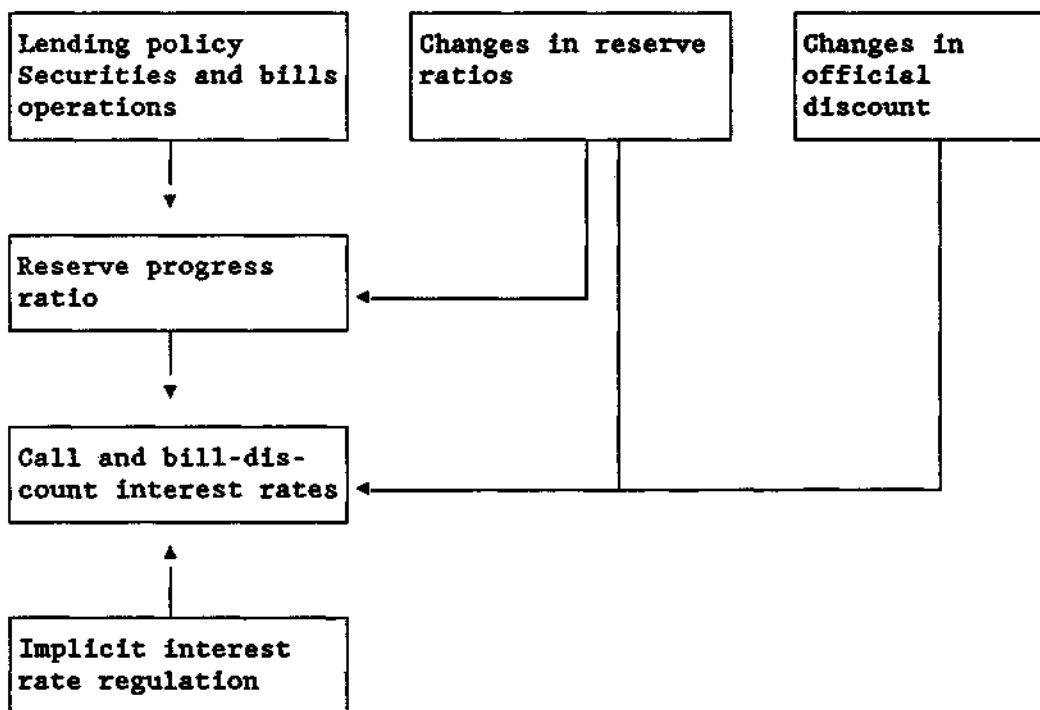 Lending policy
Securities and bills
operations
Changes in reserve
ratios
Changes in
official
discount
Reserve progress
ratio
Call and bill-dis-
count interest rates
Implicit interest
rate regulation